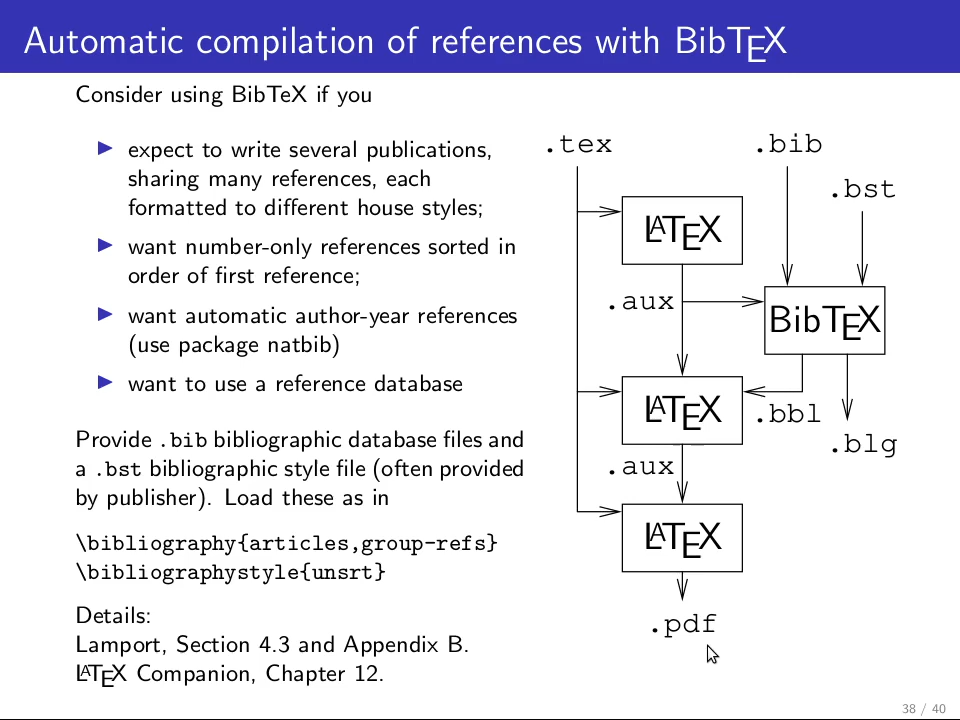 Automatic compilation of references with BibTEX
Consider using BibTeX if you
expect to write several publications,
sharing many references, each
formatted to different house styles;
want number-only references sorted in
order of first reference;
want automatic author-year references
(use package natbib)
want to use a reference database
Provide .bib bibliographic database files and
a .bst bibliographic style file (often provided
by publisher). Load these as in
\bibliography{articles,group-refs}
\bibliographystyle{unsrt}
Details:
Lamport, Section 4.3 and Appendix B.
LATEX Companion, Chapter 12.
.tex
.bib
.bst
LATEX
.aux
BibTEX
LATEX
.bbl
.blg
.aux
LATEX
.pdf
38 / 40